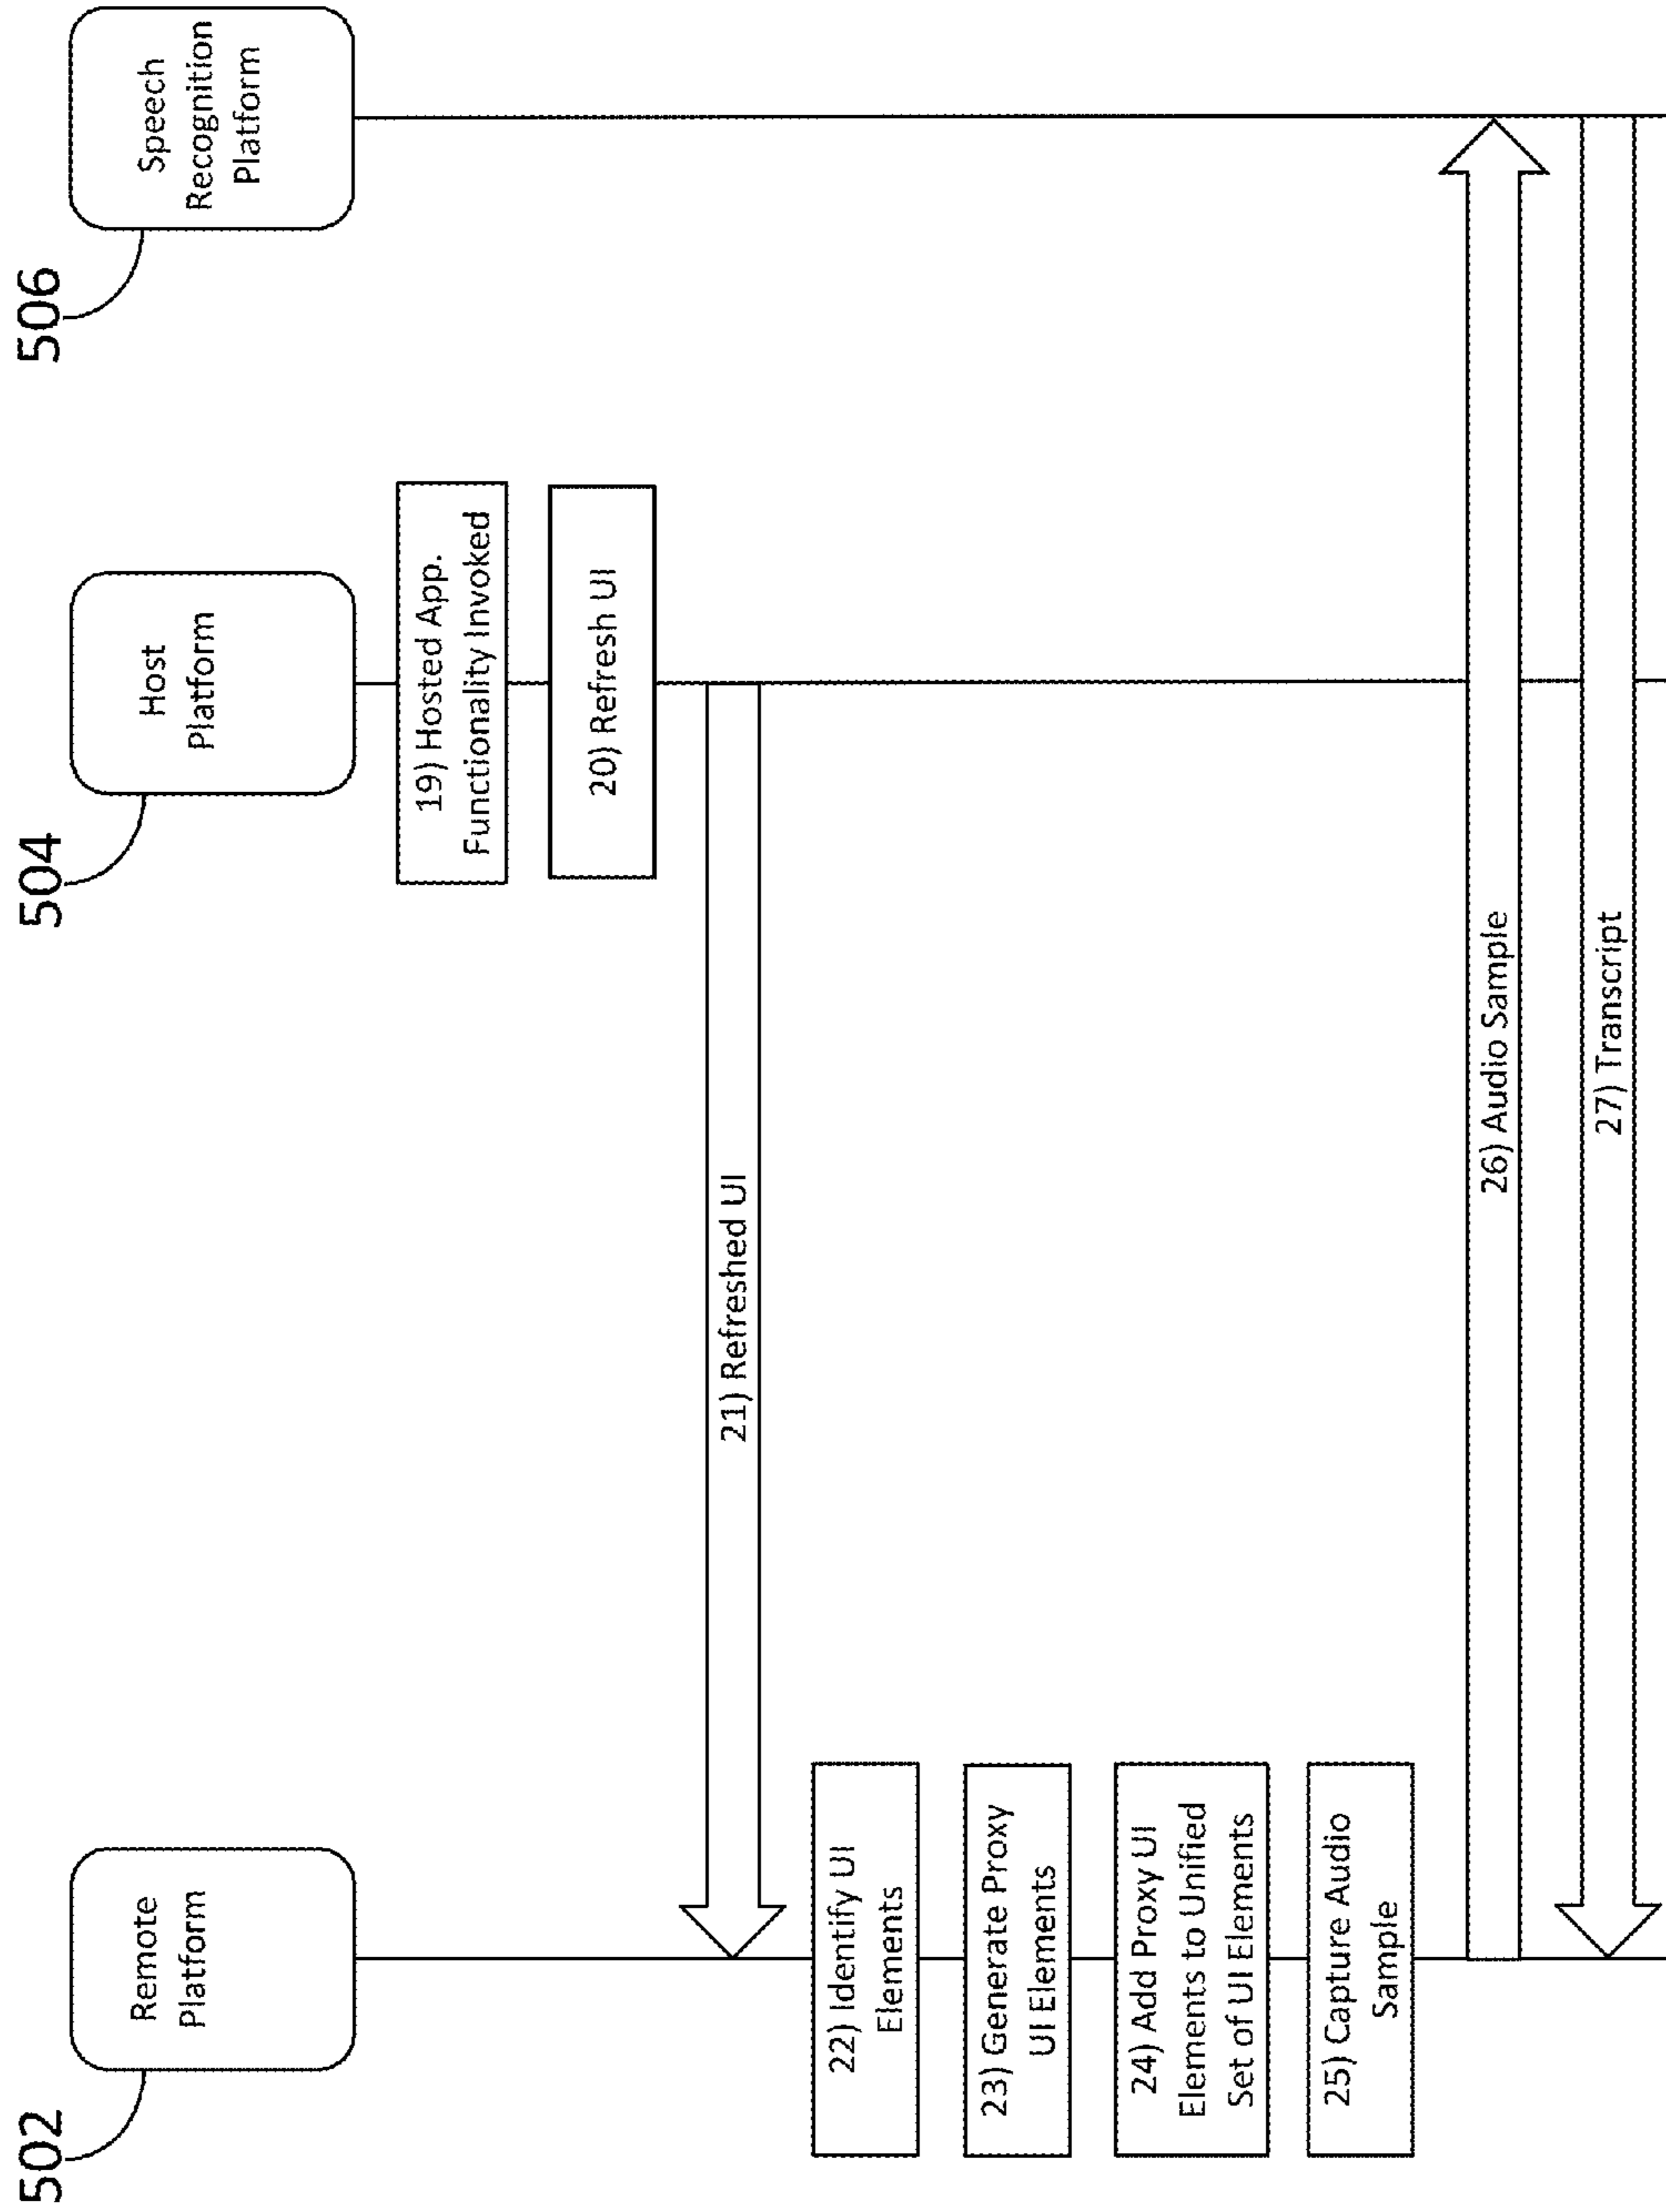 502
Remote
Platform
504
Host
Platform
506
Speech
Recognition
Platform
19) Hosted App.
Functionality Invoked
20) Refresh UI
21) Refreshed UI
22) Identify UI
Elements
23) Generate Proxy
UI Elements
24) Add Proxy UI
Elements to Unified
Set of UI Elements
25) Capture Audio
Sample
26) Audio Sample
27) Transcript